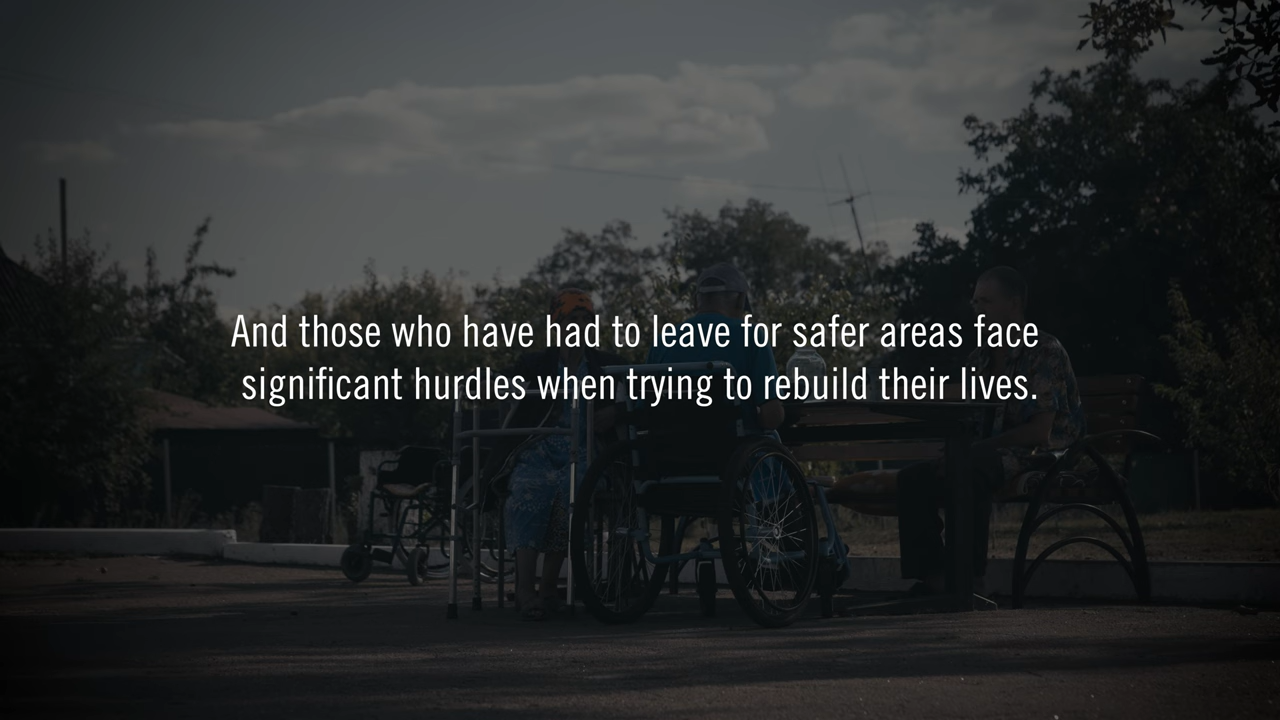 And those who have had to leave for safer areas face
significant hurdles when trying to rebuild their lives.